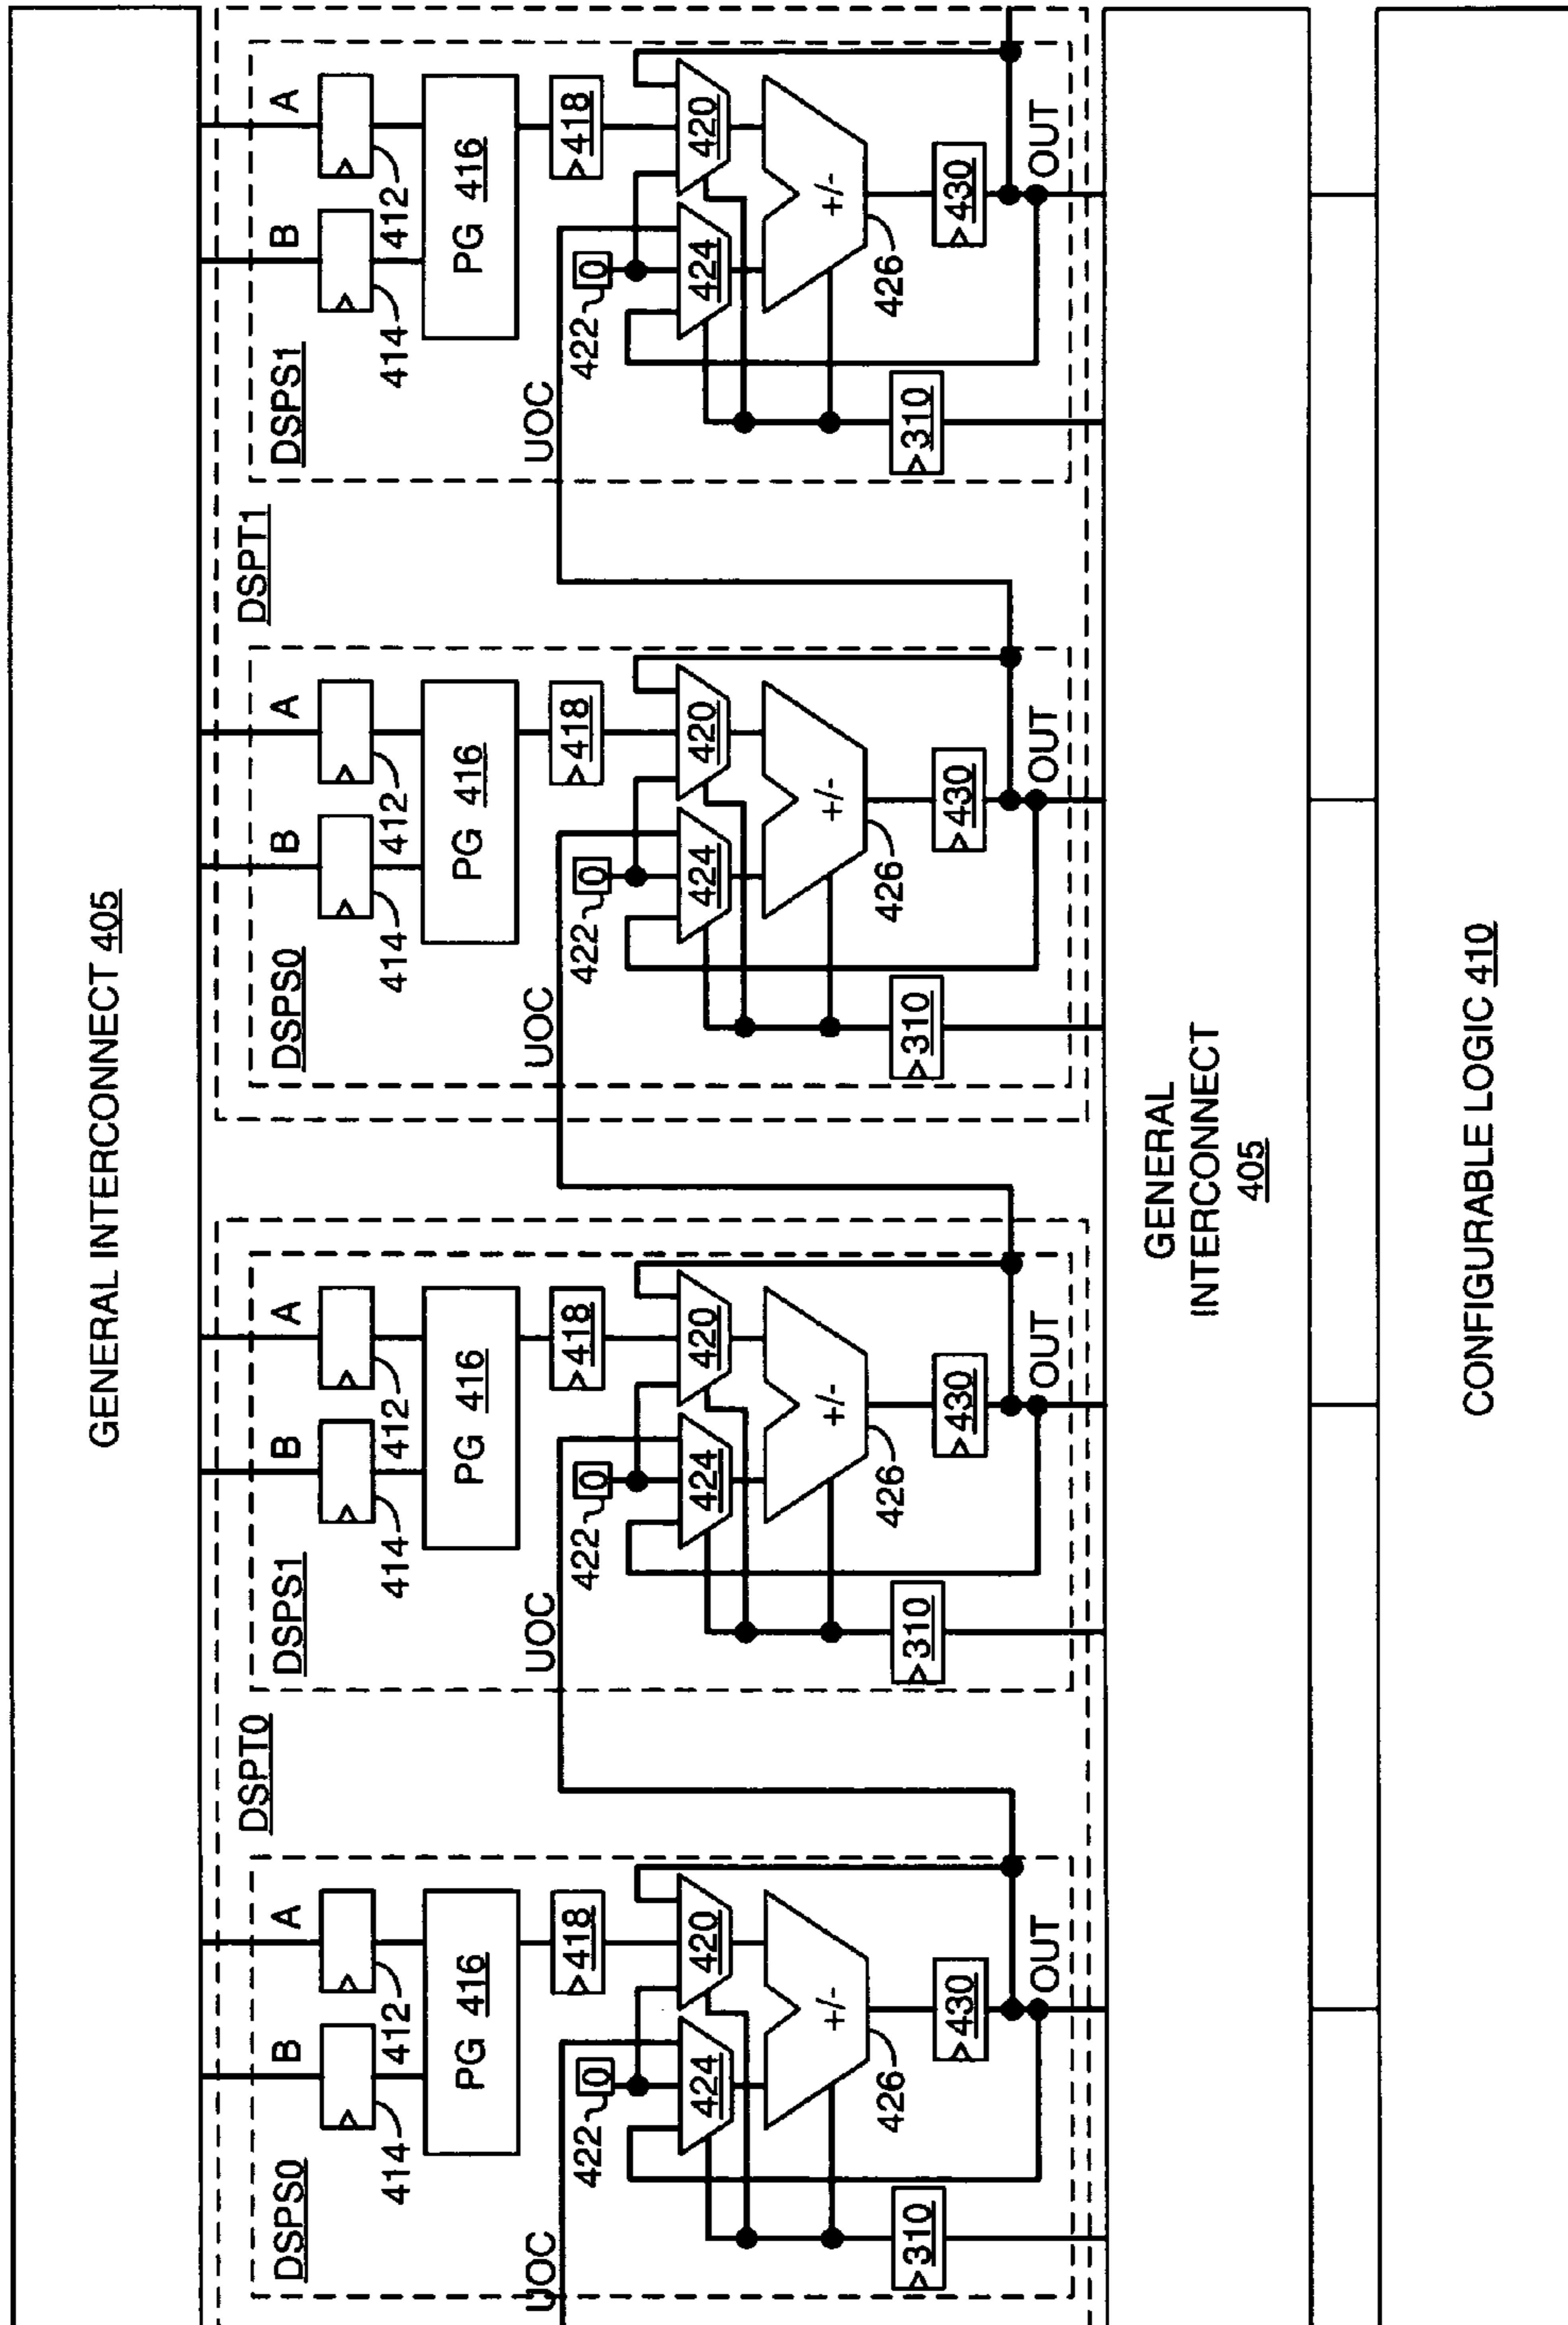 GENERAL INTERCONNECT 405
DSPT0
DSPT1
DSPS0
B
A
414
412
PG 416
UOC
418
422
0
424
420
+/-
426
310
430
OUT
DSPS1
B
A
414
412
PG 416
UOC
418
422
0
424
420
+/-
426
310
430
OUT
DSPS0
B
A
414
412
PG 416
UOC
418
422
0
424
420
+/-
426
310
430
OUT
DSPS1
B
A
414
412
PG 416
UOC
418
422
0
424
420
+/-
426
310
430
OUT
GENERAL
INTERCONNECT
405
CONFIGURABLE LOGIC 410